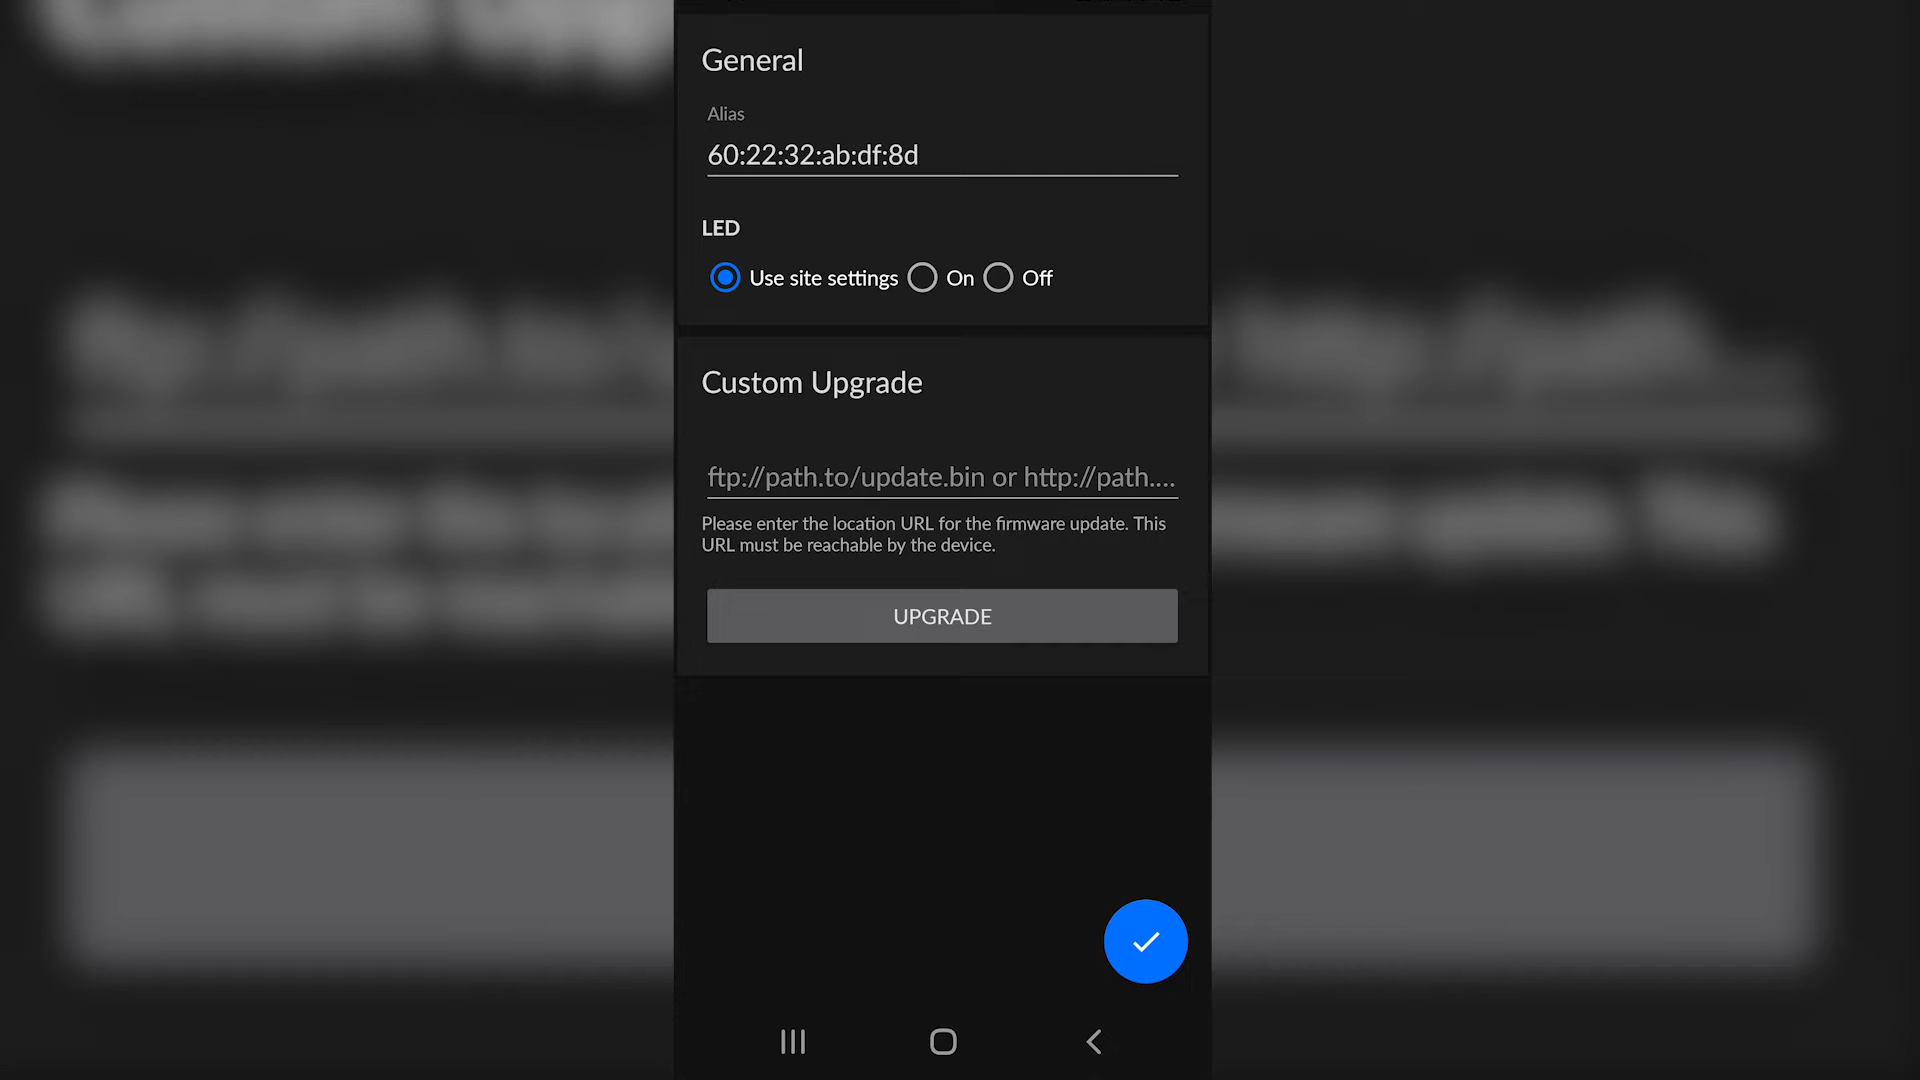 General
Alias
60:22:32:ab:df:8d
LED
Use site settings On Off
Custom Upgrade
ftp://path.to/update.bin or http://path....
Please enter the location URL for the firmware update. This
URL must be reachable by the device.
UPGRADE